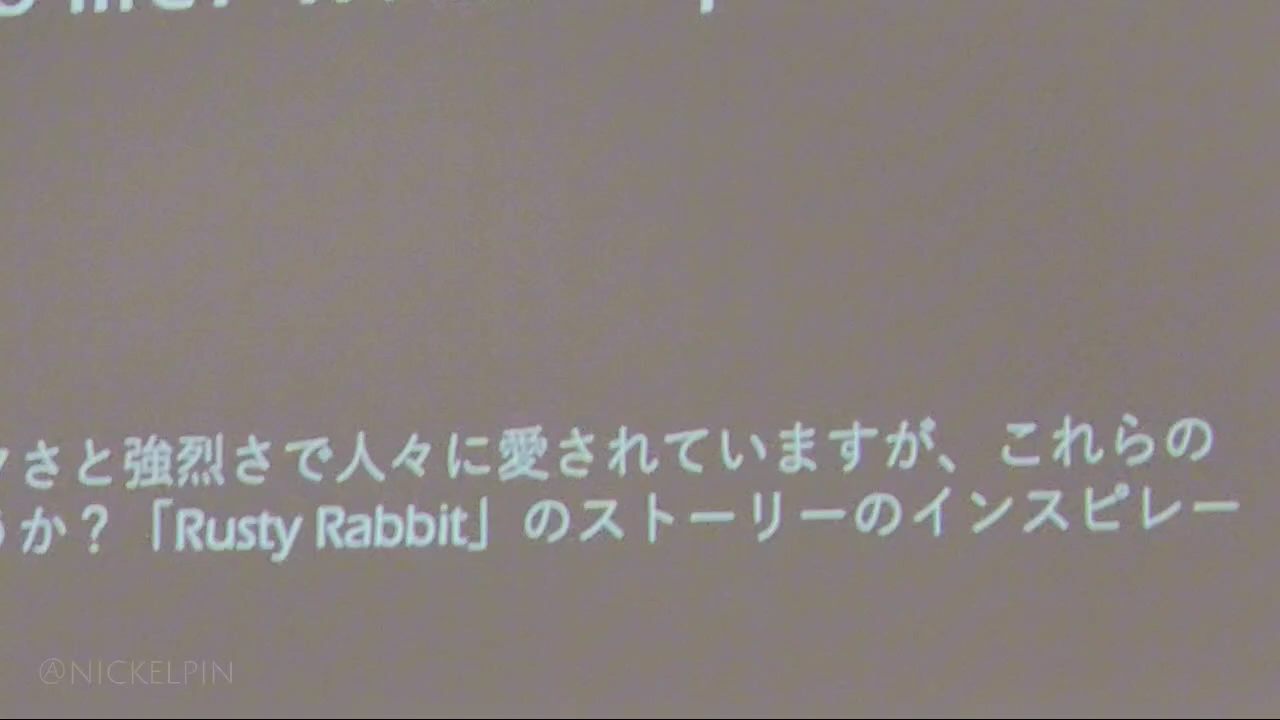 さと強烈さで人々に愛されていますが、これらの
か？「Rusty Rabbit」のストーリーのインスピレー
@NICKELPIN